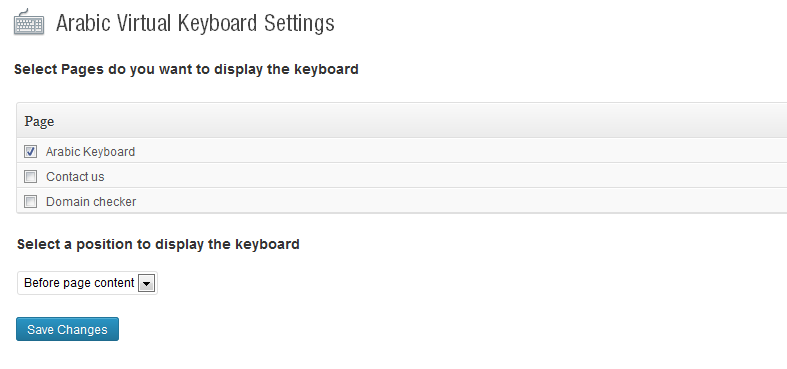 Arabic Virtual Keyboard Settings
Select Pages do you want to display the keyboard
Page
Arabic Keyboard
Contact us
Domain checker
Select a position to display the keyboard
Before page content
Save Changes